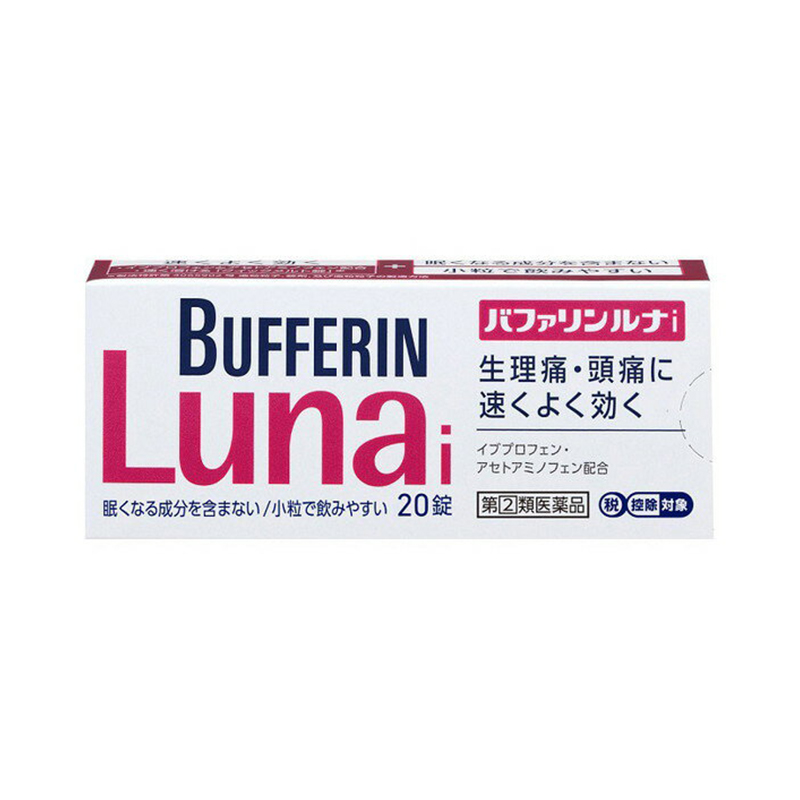 速くよく効く
眠くなる成分を含まない
小粒で飲みやすい
BUFFERIN
Luna i
眠くなる成分を含まない/小粒で飲みやすい 20錠
バファリンルナi
生理痛・頭痛に
速くよく効く
イブプロフェン・
アセトアミノフェン配合
第②類医薬品
税 控除 対象